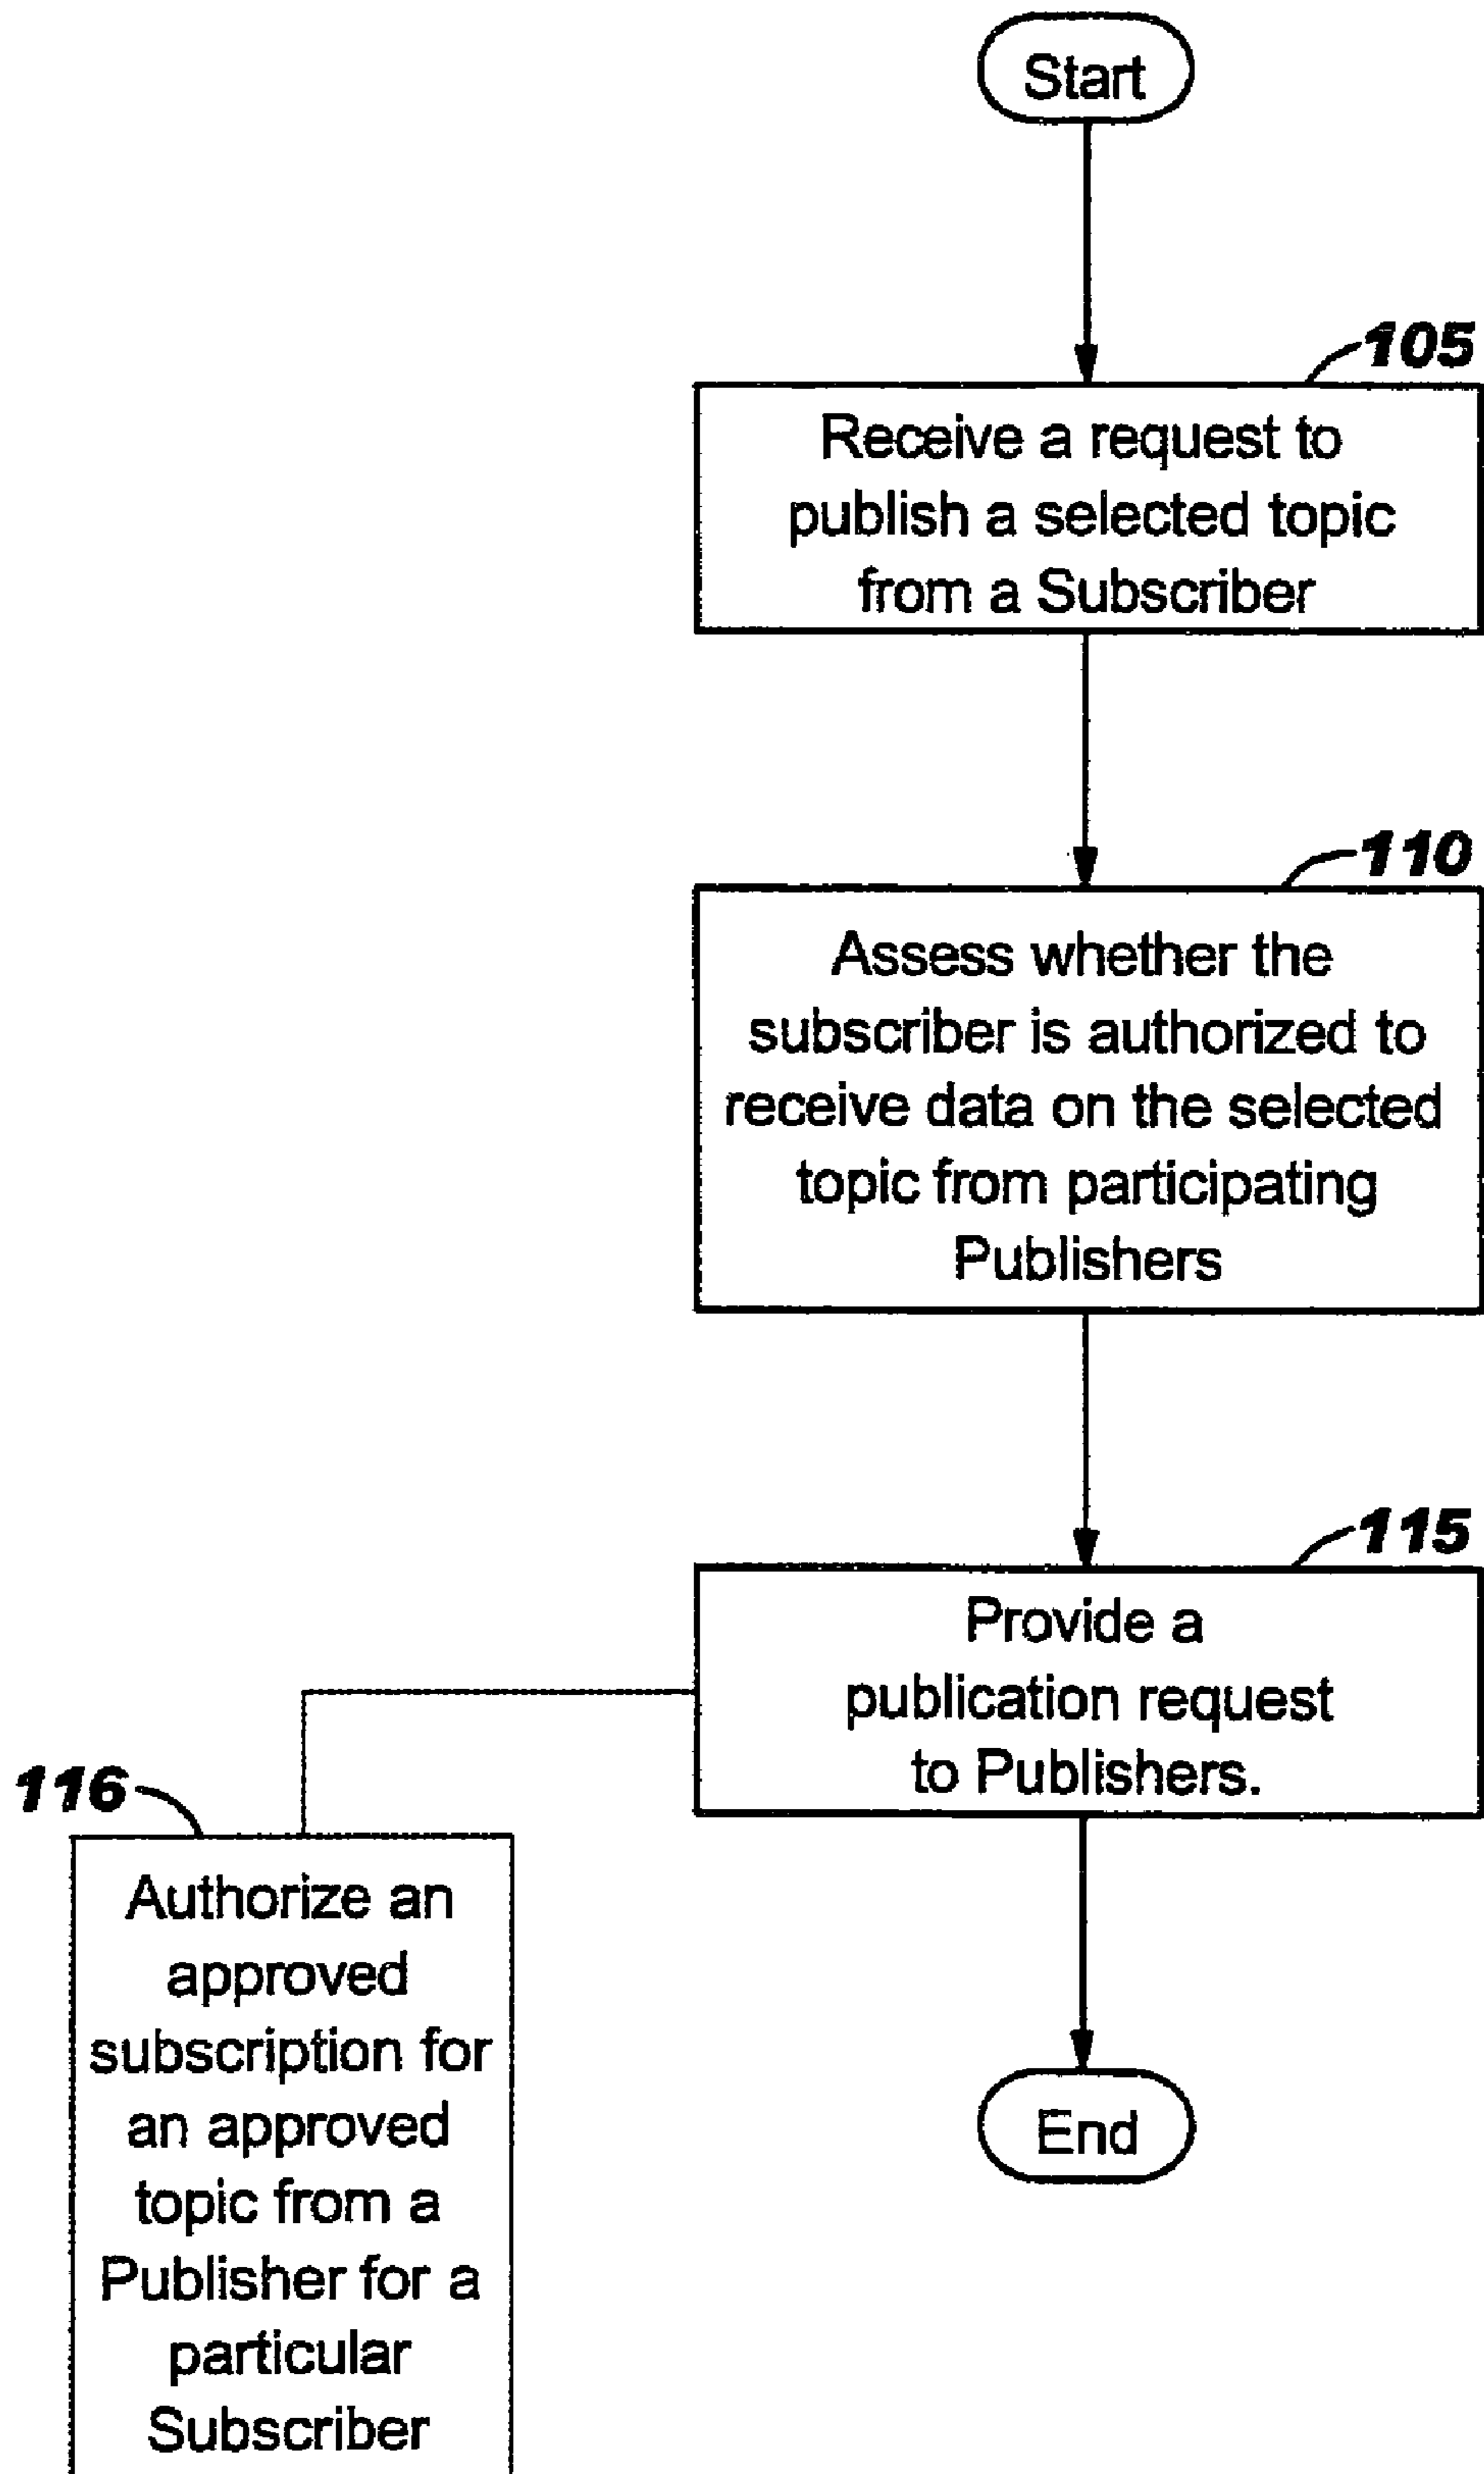 Start
105
Receive a request to
publish a selected topic
from a Subscriber
110
Assess whether the
subscriber is authorized to
receive data on the selected
topic from participating
Publishers
115
Provide a
publication request
to Publishers.
116
Authorize an
approved
subscription for
an approved
topic from a
Publisher for a
particular
Subscriber
End